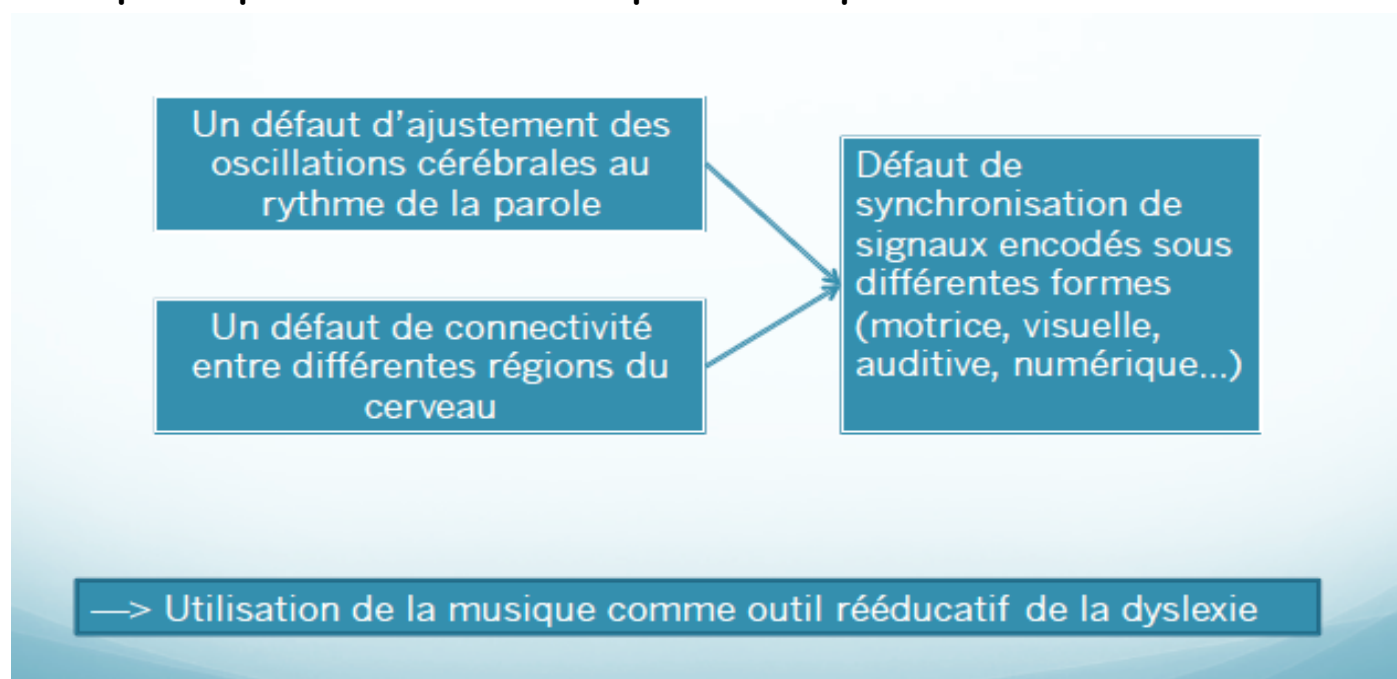 Un défaut d'ajustement des
oscillations cérébrales au
rythme de la parole
Un défaut de connectivité
entre différentes régions du
cerveau
Défaut de
synchronisation de
signaux encodés sous
différentes formes
(motrice, visuelle,
auditive, numérique...)
—> Utilisation de la musique comme outil rééducatif de la dyslexie